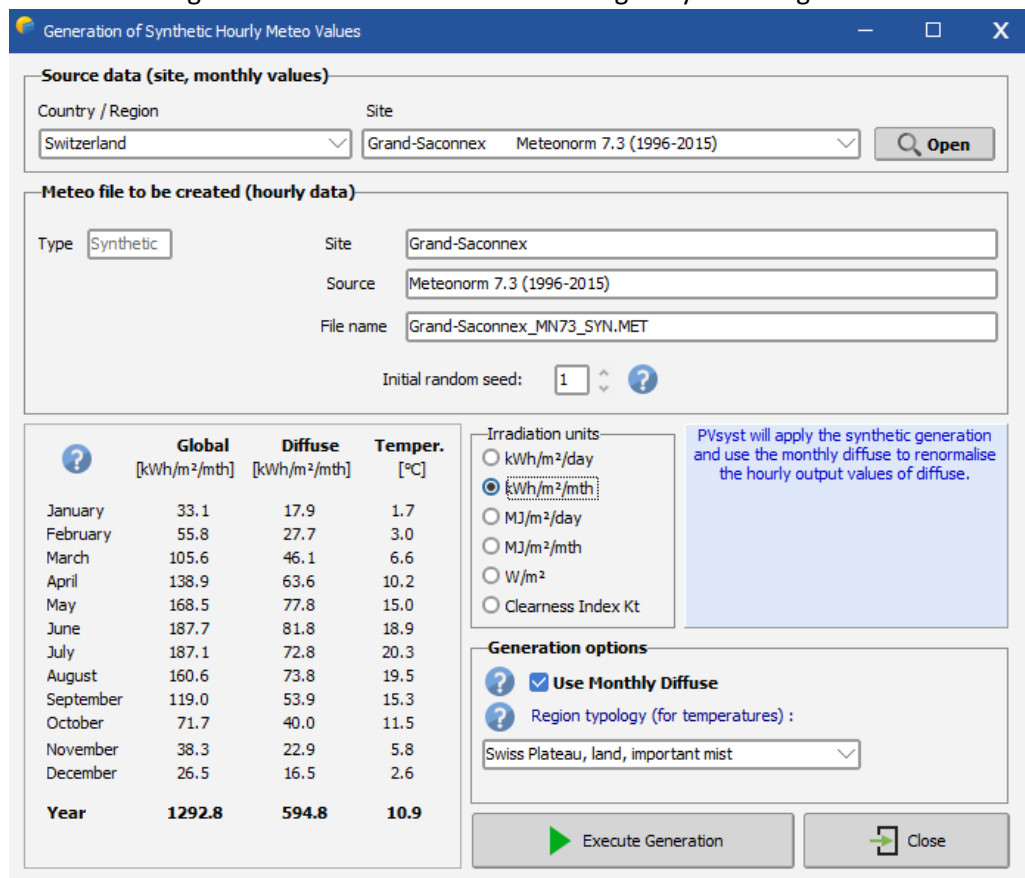 Generation of Synthetic Hourly Meteo Values
Source data (site, monthly values)
Country / Region Site
Switzerland Grand-Saconnex Meteonorm 7.3 (1996-2015) Open
Meteo file to be created (hourly data)
Type Synthetic Site Grand-Saconnex
Source Meteonorm 7.3 (1996-2015)
File name Grand-Saconnex_MN73_SYN.MET
Initial random seed: 1
Global Diffuse Temper.
[kWh/m²/mth] [kWh/m²/mth] [°C]
January 33.1 17.9 1.7
February 55.8 27.7 3.0
March 105.6 46.1 6.6
April 138.9 63.6 10.2
May 168.5 77.8 15.0
June 187.7 81.8 18.9
July 187.1 72.8 20.3
August 160.6 73.8 19.5
September 119.0 53.9 15.3
October 71.7 40.0 11.5
November 38.3 22.9 5.8
December 26.5 16.5 2.6
Year 1292.8 594.8 10.9
Irradiation units
kWh/m²/day
kWh/m²/mth
MJ/m²/day
MJ/m²/mth
W/m²
Clearness Index Kt
PVsyst will apply the synthetic generation
and use the monthly diffuse to renormalise
the hourly output values of diffuse.
Generation options
Use Monthly Diffuse
Region typology (for temperatures) :
Swiss Plateau, land, important mist
Execute Generation Close